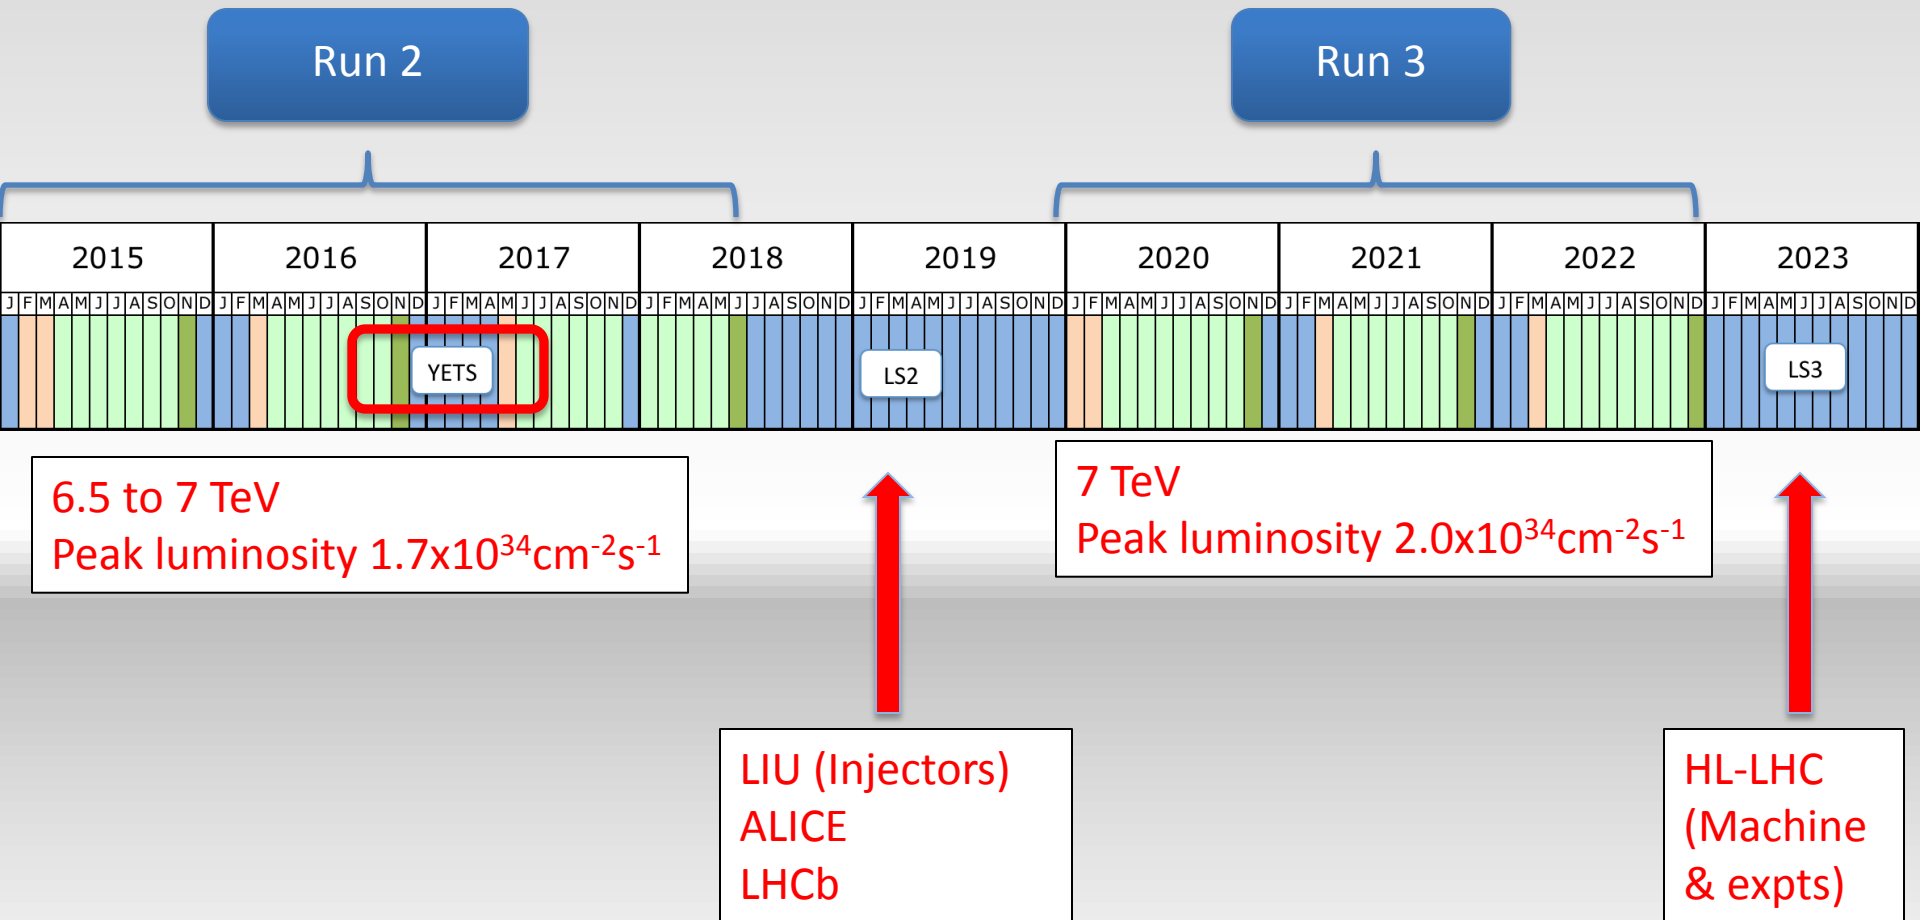 Run 2
Run 3
2015 2016 2017 2018 2019 2020 2021 2022 2023
J F M A M J J A S O N D J F M A M J J A S O N D J F M A M J J A S O N D J F M A M J J A S O N D J F M A M J J A S O N D J F M A M J J A S O N D J F M A M J J A S O N D J F M A M J J A S O N D J F M A M J J A S O N D
YETS
LS2
LS3
6.5 to 7 TeV
Peak luminosity 1.7x10³⁴cm⁻²s⁻¹
7 TeV
Peak luminosity 2.0x10³⁴cm⁻²s⁻¹
LIU (Injectors)
ALICE
LHCb
HL-LHC
(Machine
& expts)